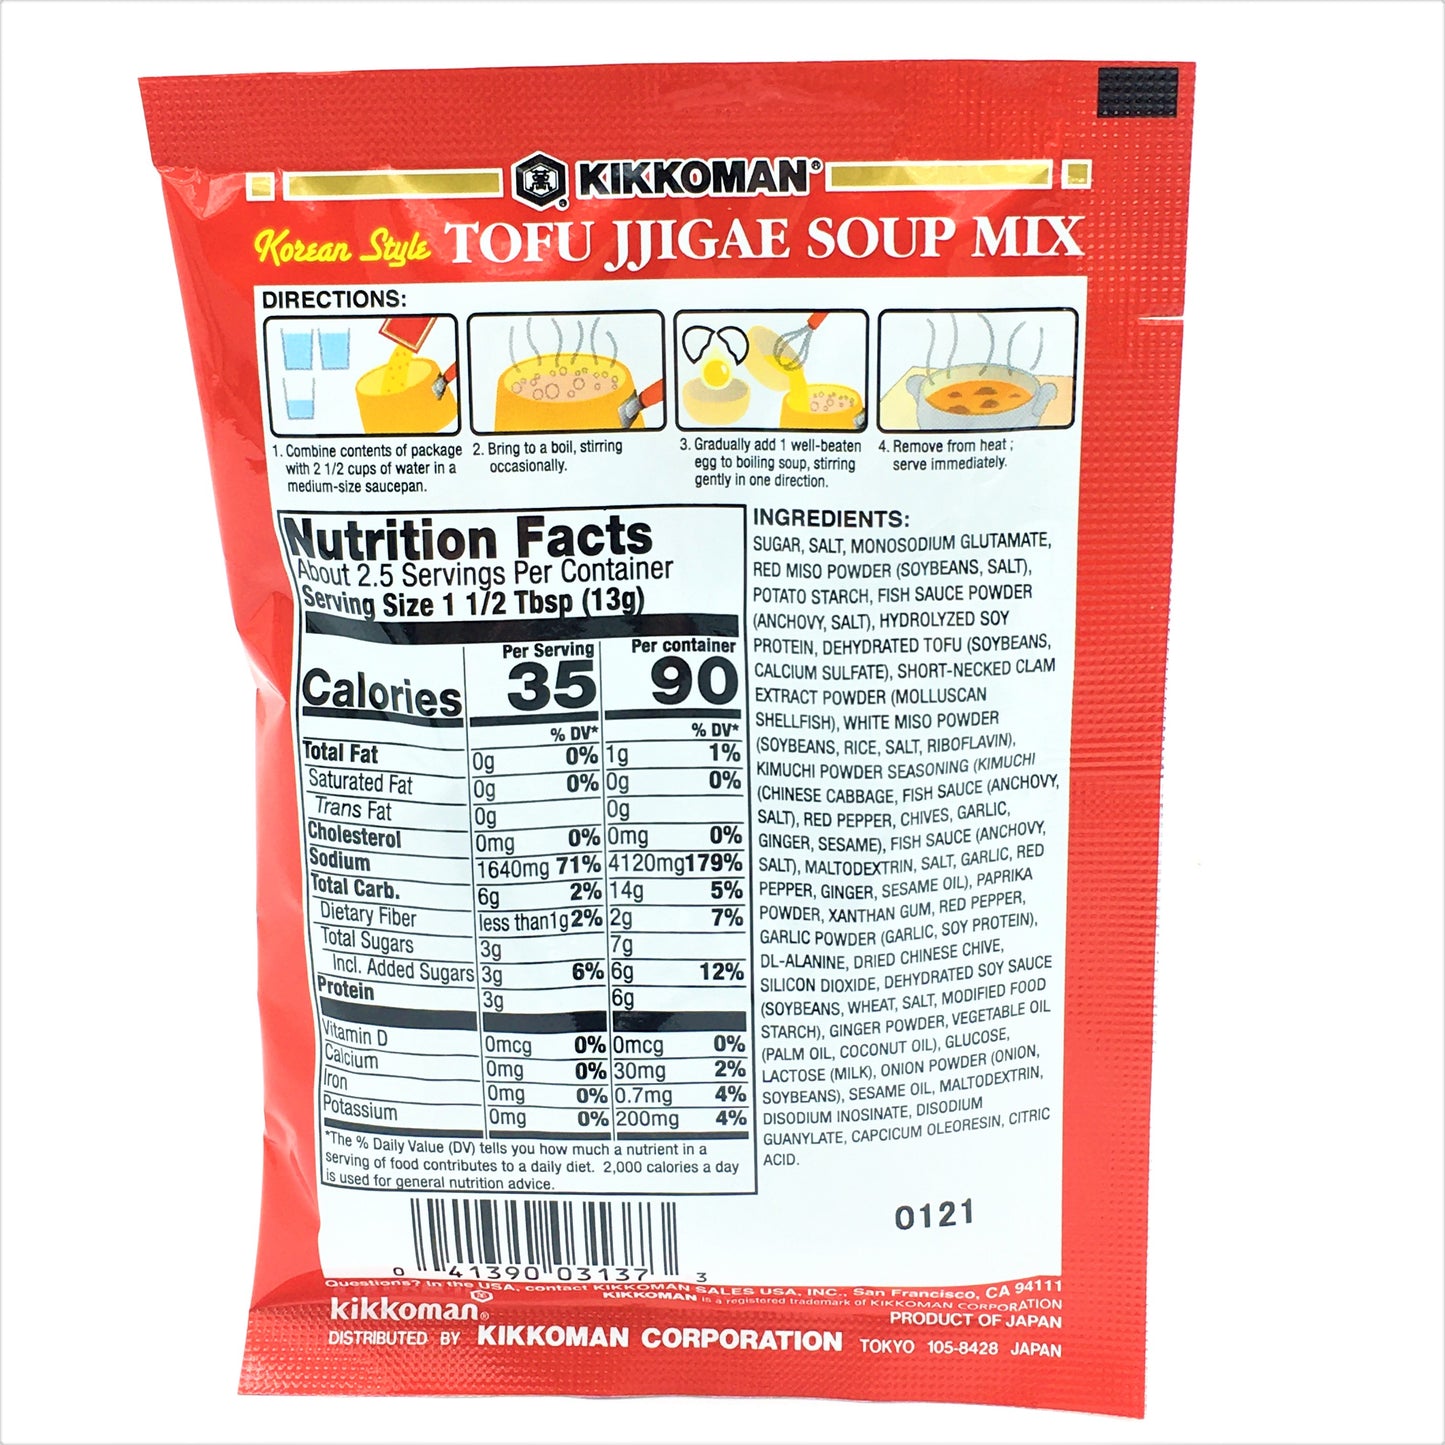 KIKKOMAN®
Korean Style TOFU JJIGAE SOUP MIX
DIRECTIONS:
1. Combine contents of package
with 2 1/2 cups of water in a
medium-size saucepan.
2. Bring to a boil, stirring
occasionally.
3. Gradually add 1 well-beaten
egg to boiling soup, stirring
gently in one direction.
4. Remove from heat ;
serve immediately.
Nutrition Facts
About 2.5 Servings Per Container
Serving Size 1 1/2 Tbsp (13g)
Per Serving Per container
Calories 35 90
% DV* % DV*
Total Fat 0g 0% 1g 1%
Saturated Fat 0g 0% 0g 0%
Trans Fat 0g 0g
Cholesterol 0mg 0% 0mg 0%
Sodium 1640mg 71% 4120mg 179%
Total Carb. 6g 2% 14g 5%
Dietary Fiber less than1g 2% 2g 7%
Total Sugars 3g 7g
Incl. Added Sugars 3g 6% 6g 12%
Protein 3g 6g
Vitamin D 0mcg 0% 0mcg 0%
Calcium 0mg 0% 30mg 2%
Iron 0mg 0% 0.7mg 4%
Potassium 0mg 0% 200mg 4%
*The % Daily Value (DV) tells you how much a nutrient in a
serving of food contributes to a daily diet. 2,000 calories a day
is used for general nutrition advice.
INGREDIENTS:
SUGAR, SALT, MONOSODIUM GLUTAMATE,
RED MISO POWDER (SOYBEANS, SALT),
POTATO STARCH, FISH SAUCE POWDER
(ANCHOVY, SALT), HYDROLYZED SOY
PROTEIN, DEHYDRATED TOFU (SOYBEANS,
CALCIUM SULFATE), SHORT-NECKED CLAM
EXTRACT POWDER (MOLLUSCAN
SHELLFISH), WHITE MISO POWDER
(SOYBEANS, RICE, SALT, RIBOFLAVIN),
KIMUCHI POWDER SEASONING (KIMUCHI
(CHINESE CABBAGE, FISH SAUCE (ANCHOVY,
SALT), RED PEPPER, CHIVES, GARLIC,
GINGER, SESAME), FISH SAUCE (ANCHOVY,
SALT), MALTODEXTRIN, SALT, GARLIC, RED
PEPPER, GINGER, SESAME OIL), PAPRIKA
POWDER, XANTHAN GUM, RED PEPPER,
GARLIC POWDER (GARLIC, SOY PROTEIN),
DL-ALANINE, DRIED CHINESE CHIVE,
SILICON DIOXIDE, DEHYDRATED SOY SAUCE
(SOYBEANS, WHEAT, SALT, MODIFIED FOOD
STARCH), GINGER POWDER, VEGETABLE OIL
(PALM OIL, COCONUT OIL), GLUCOSE,
LACTOSE (MILK), ONION POWDER (ONION,
SOYBEANS), SESAME OIL, MALTODEXTRIN,
DISODIUM INOSINATE, DISODIUM
GUANYLATE, CAPCICUM OLEORESIN, CITRIC
ACID.
0121
0 41390 03137 3
Questions? In the USA, contact KIKKOMAN SALES USA, INC., San Francisco, CA 94111
KIKKOMAN is a registered trademark of KIKKOMAN CORPORATION
kikkoman®
PRODUCT OF JAPAN
DISTRIBUTED BY KIKKOMAN CORPORATION TOKYO 105-8428 JAPAN